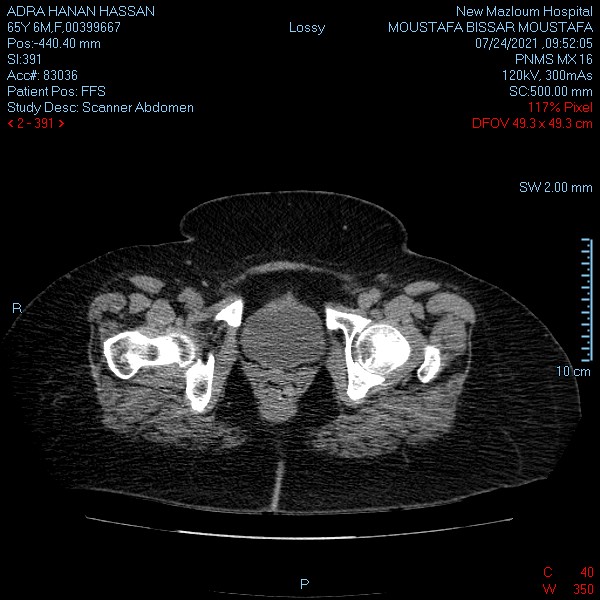 ADRA HANAN HASSAN
65Y 6M,F,00399667
Pos:-440.40 mm
SI:391
Acc#: 83036
Patient Pos: FFS
Study Desc: Scanner Abdomen
< 2 - 391 >
Lossy
New Mazloum Hospital
MOUSTAFA BISSAR MOUSTAFA
07/24/2021 ,09:52:05
PNMS MX 16
120kV, 300mAs
SC:500.00 mm
117% Pixel
DFOV 49.3 x 49.3 cm
SW 2.00 mm
R
10 cm
P
C 40
W 350